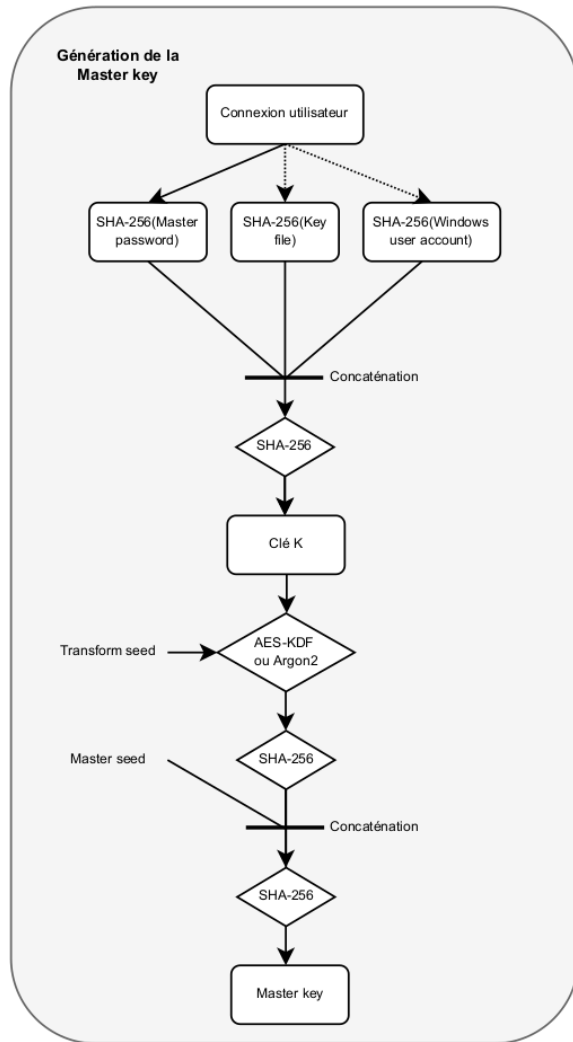 Génération de la
Master key
Connexion utilisateur
SHA-256(Master
password)
SHA-256(Key
file)
SHA-256(Windows
user account)
Concaténation
SHA-256
Clé K
Transform seed
AES-KDF
ou Argon2
Master seed
SHA-256
Concaténation
SHA-256
Master key